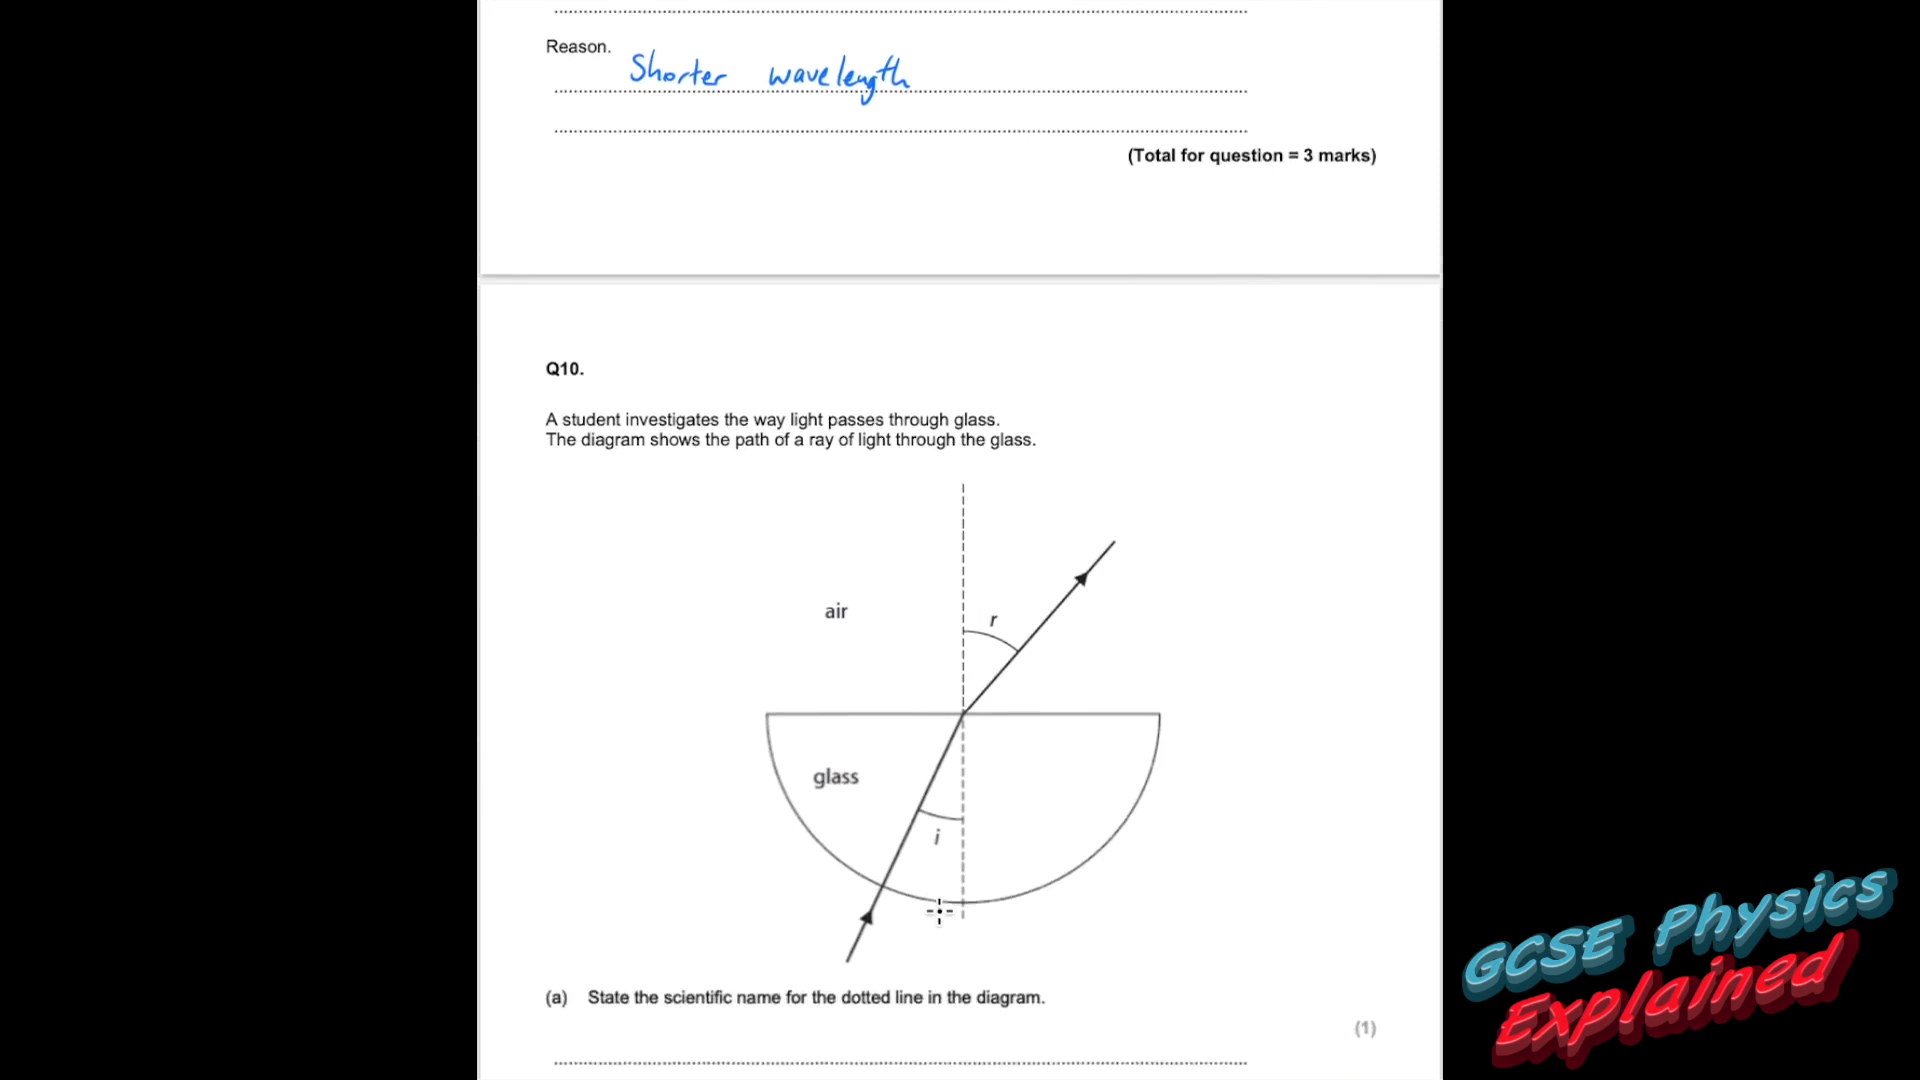 Reason.
Shorter wavelength
(Total for question = 3 marks)
Q10.
A student investigates the way light passes through glass.
The diagram shows the path of a ray of light through the glass.
air
r
glass
i
(a) State the scientific name for the dotted line in the diagram.
(1)
GCSE Physics
Explained